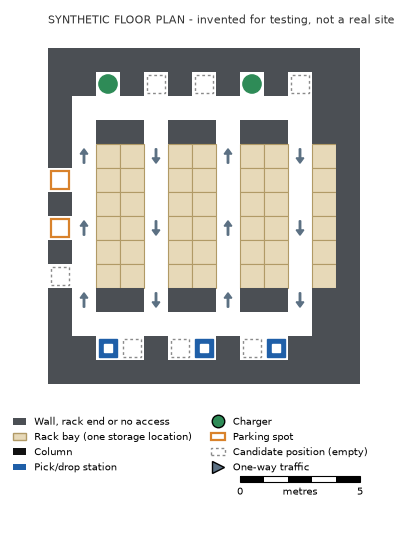 SYNTHETIC FLOOR PLAN - invented for testing, not a real site
Wall, rack end or no access
Rack bay (one storage location)
Column
Pick/drop station
Charger
Parking spot
Candidate position (empty)
One-way traffic
0 metres 5